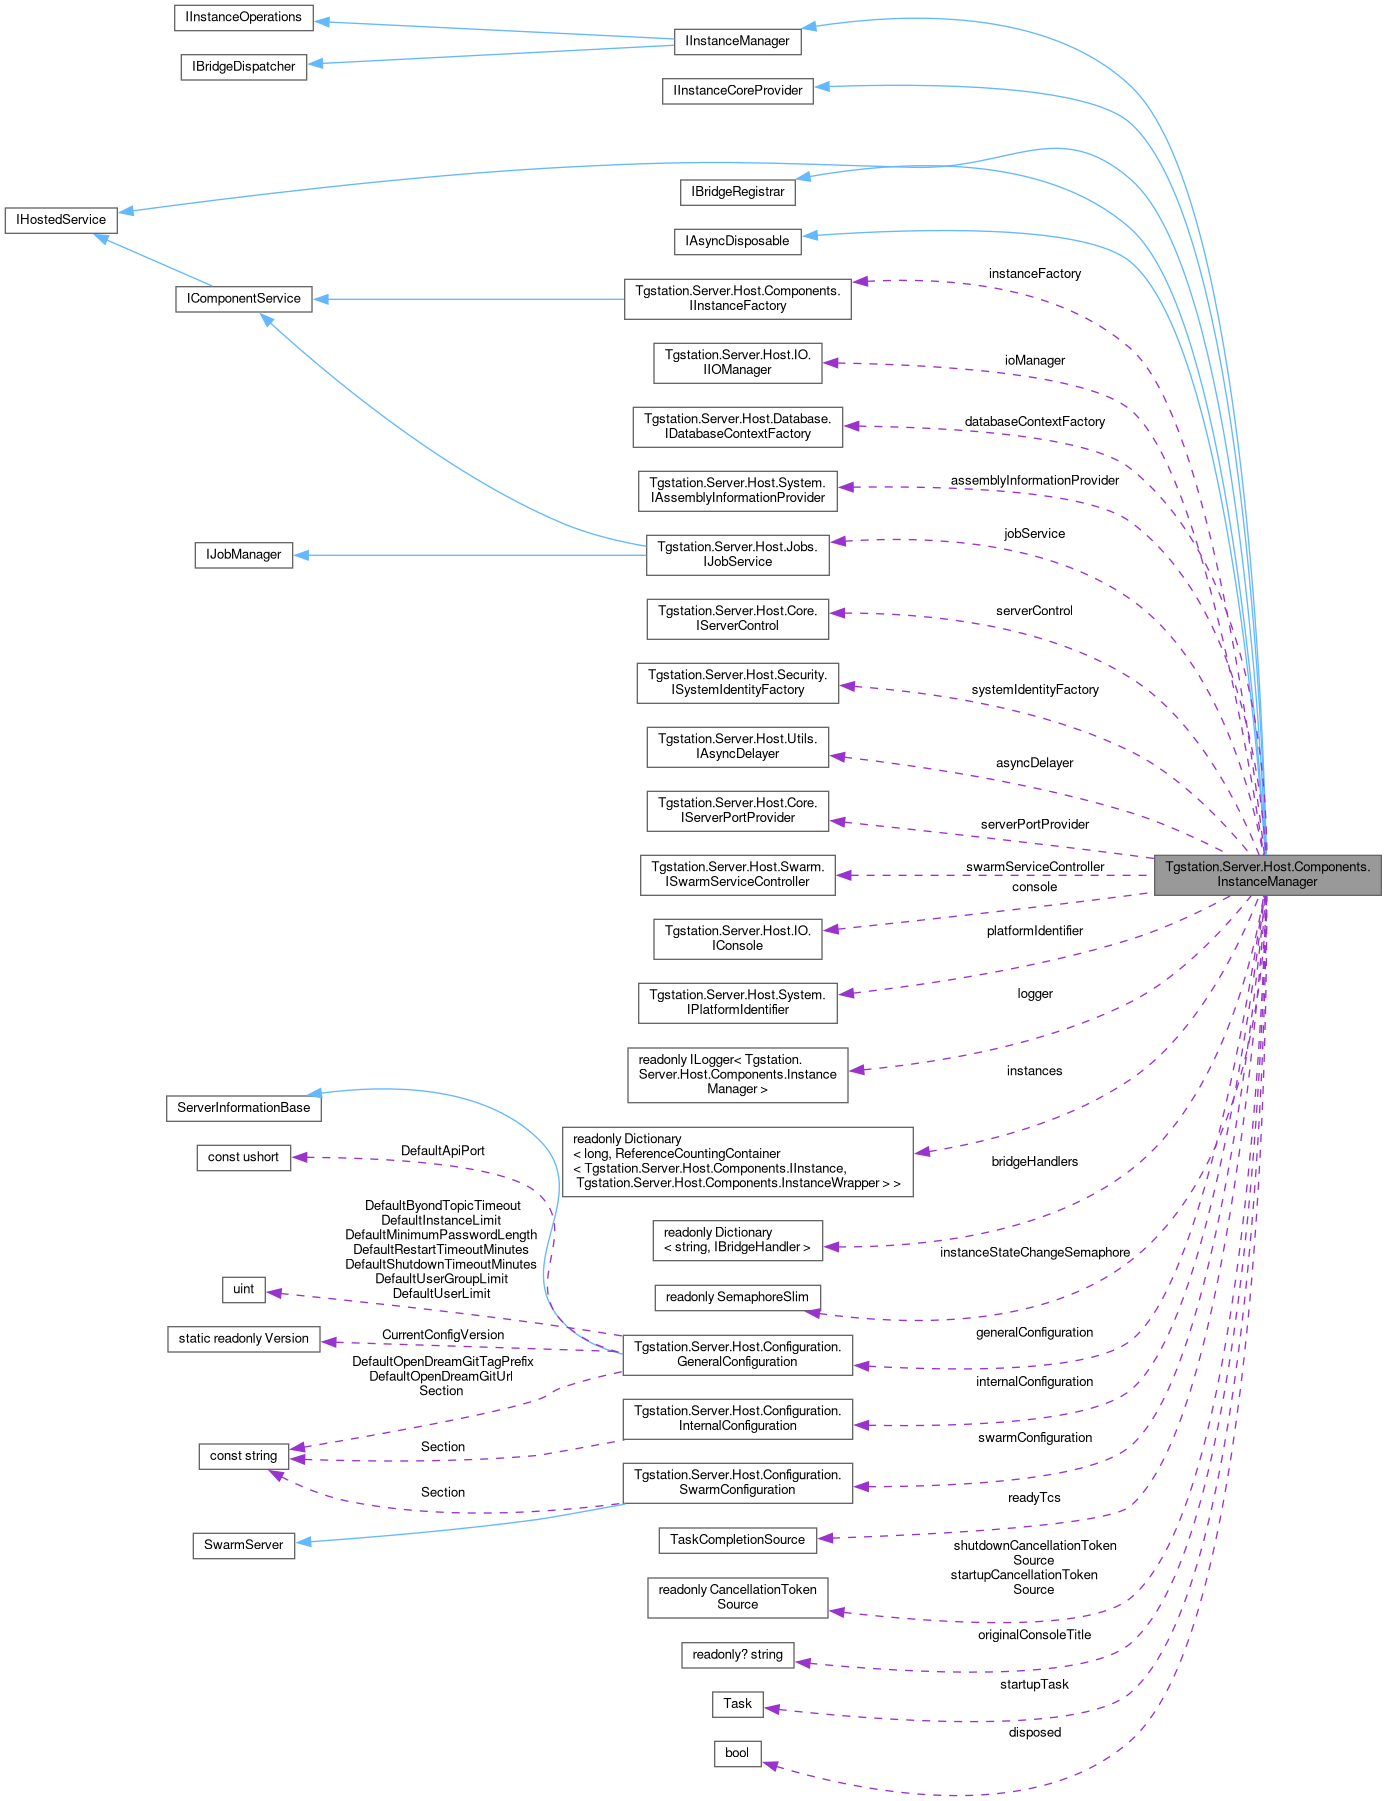 IInstanceOperations
IInstanceManager
IBridgeDispatcher
IInstanceCoreProvider
IBridgeRegistrar
IHostedService
IAsyncDisposable
instanceFactory
IComponentService
Tgstation.Server.Host.Components.
IInstanceFactory
Tgstation.Server.Host.IO.
IIOManager
ioManager
Tgstation.Server.Host.Database.
IDatabaseContextFactory
databaseContextFactory
Tgstation.Server.Host.System.
IAssemblyInformationProvider
assemblyInformationProvider
jobService
IJobManager
Tgstation.Server.Host.Jobs.
IJobService
Tgstation.Server.Host.Core.
IServerControl
serverControl
Tgstation.Server.Host.Security.
ISystemIdentityFactory
systemIdentityFactory
Tgstation.Server.Host.Utils.
IAsyncDelayer
asyncDelayer
Tgstation.Server.Host.Core.
IServerPortProvider
serverPortProvider
Tgstation.Server.Host.Swarm.
ISwarmServiceController
swarmServiceController
Tgstation.Server.Host.Components.
InstanceManager
console
Tgstation.Server.Host.IO.
IConsole
platformIdentifier
Tgstation.Server.Host.System.
IPlatformIdentifier
logger
readonly ILogger< Tgstation.
Server.Host.Components.Instance
Manager >
instances
ServerInformationBase
const ushort
DefaultApiPort
readonly Dictionary
< long, ReferenceCountingContainer
< Tgstation.Server.Host.Components.IInstance,
Tgstation.Server.Host.Components.InstanceWrapper > >
bridgeHandlers
DefaultByondTopicTimeout
DefaultInstanceLimit
DefaultMinimumPasswordLength
DefaultRestartTimeoutMinutes
DefaultShutdownTimeoutMinutes
DefaultUserGroupLimit
DefaultUserLimit
readonly Dictionary
< string, IBridgeHandler >
instanceStateChangeSemaphore
uint
readonly SemaphoreSlim
static readonly Version
CurrentConfigVersion
generalConfiguration
Tgstation.Server.Host.Configuration.
GeneralConfiguration
DefaultOpenDreamGitTagPrefix
DefaultOpenDreamGitUrl
Section
internalConfiguration
Tgstation.Server.Host.Configuration.
InternalConfiguration
const string
Section
swarmConfiguration
Tgstation.Server.Host.Configuration.
SwarmConfiguration
Section
readyTcs
SwarmServer
TaskCompletionSource
shutdownCancellationToken
Source
startupCancellationToken
Source
readonly CancellationToken
Source
originalConsoleTitle
readonly? string
startupTask
Task
disposed
bool